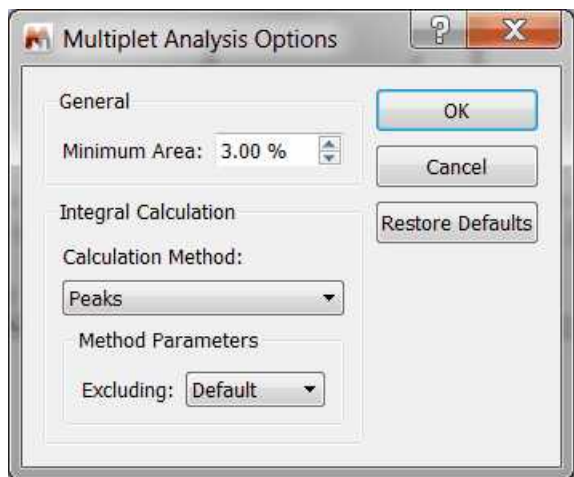 Multiplet Analysis Options
?
X
General
Minimum Area: 3.00 %
OK
Cancel
Restore Defaults
Integral Calculation
Calculation Method:
Peaks
Method Parameters
Excluding: Default